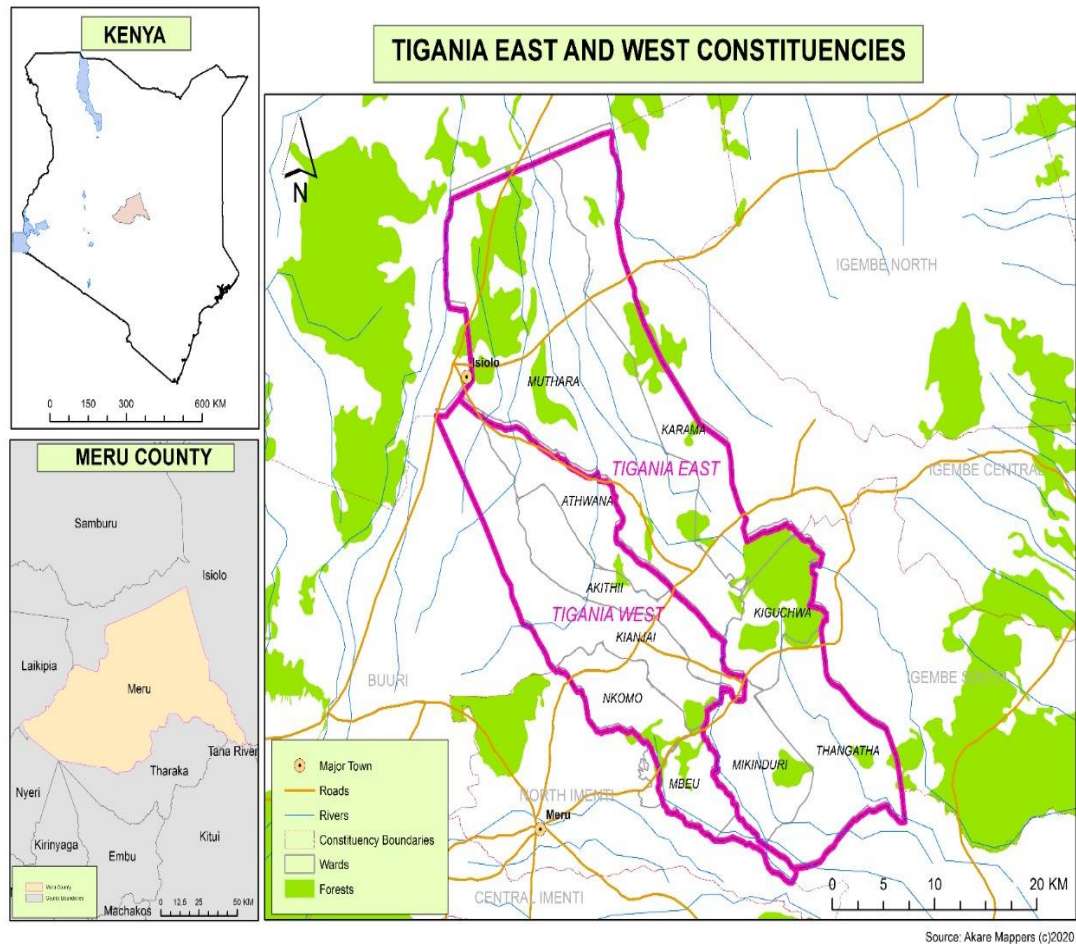 KENYA
N
0 150 300 600 KM
TIGANIA EAST AND WEST CONSTITUENCIES
IGEMBE NORTH
Isiolo
MUTHARA
KARAMA
TIGANIA EAST
IGEMBE CENTRAL
ATHWANA
AKITHII
TIGANIA WEST
KIGUCHWA
KIANJAI
BUURI
NKOMO
THANGATHA
MIKINDURI
MBEU
NORTH IMENTI
Meru
CENTRAL IMENTI
0 5 10 20 KM
Major Town
Roads
Rivers
Constituency Boundaries
Wards
Forests
MERU COUNTY
Samburu
Isiolo
Laikipia
Meru
Tana River
Tharaka
Nyeri
Kitui
Kirinyaga
Embu
Machakos
County Boundaries
0 12.5 25 50 KM
Source: Akare Mappers (c)2020